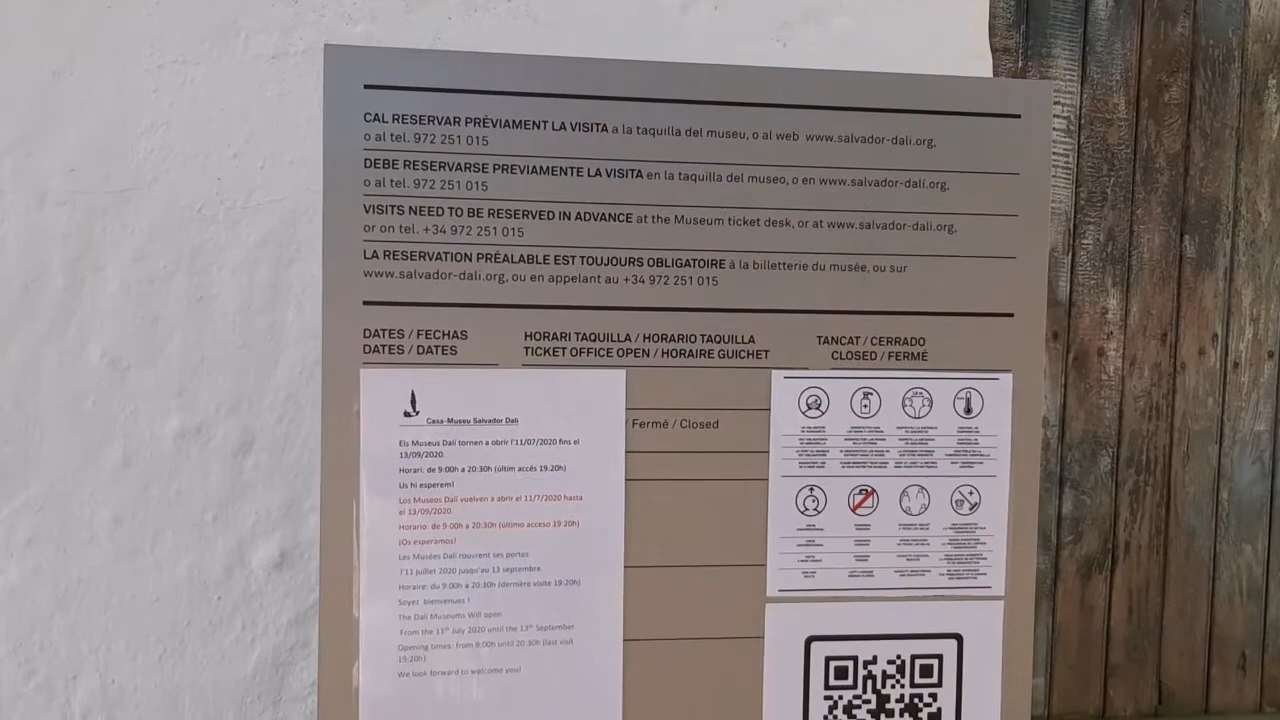 CAL RESERVAR PRÈVIAMENT LA VISITA a la taquilla del museu, o al web www.salvador-dali.org,
o al tel. 972 251 015
DEBE RESERVARSE PREVIAMENTE LA VISITA en la taquilla del museo, o en www.salvador-dali.org,
o al tel. 972 251 015
VISITS NEED TO BE RESERVED IN ADVANCE at the Museum ticket desk, or at www.salvador-dali.org,
or on tel. +34 972 251 015
LA RESERVATION PRÉALABLE EST TOUJOURS OBLIGATOIRE à la billetterie du musée, ou sur
www.salvador-dali.org, ou en appelant au +34 972 251 015
DATES / FECHAS
DATES / DATES
HORARI TAQUILLA / HORARIO TAQUILLA
TICKET OFFICE OPEN / HORAIRE GUICHET
TANCAT / CERRADO
CLOSED / FERMÉ
/ Fermé / Closed
Casa-Museu Salvador Dalí
Els Museus Dalí tornen a obrir l'11/07/2020 fins el
13/09/2020.
Horari: de 9:00h a 20:30h (últim accés 19:20h)
Us hi esperem!
Los Museos Dalí vuelven a abrir el 11/7/2020 hasta
el 13/09/2020.
Horario: de 9:00h a 20:30h (último acceso 19:20h)
¡Os esperamos!
Les Musées Dalí rouvrent ses portes
l'11 juillet 2020 jusqu'au 13 septembre
Horaire: du 9:00h a 20:30h (dernière visite 19:20h)
Soyez bienvenues !
The Dalí Museums Will open
From the 11th July 2020 until the 13th September
Opening times: from 9:00h until 20:30h (last visit
19:20h)
We look forward to welcome you!